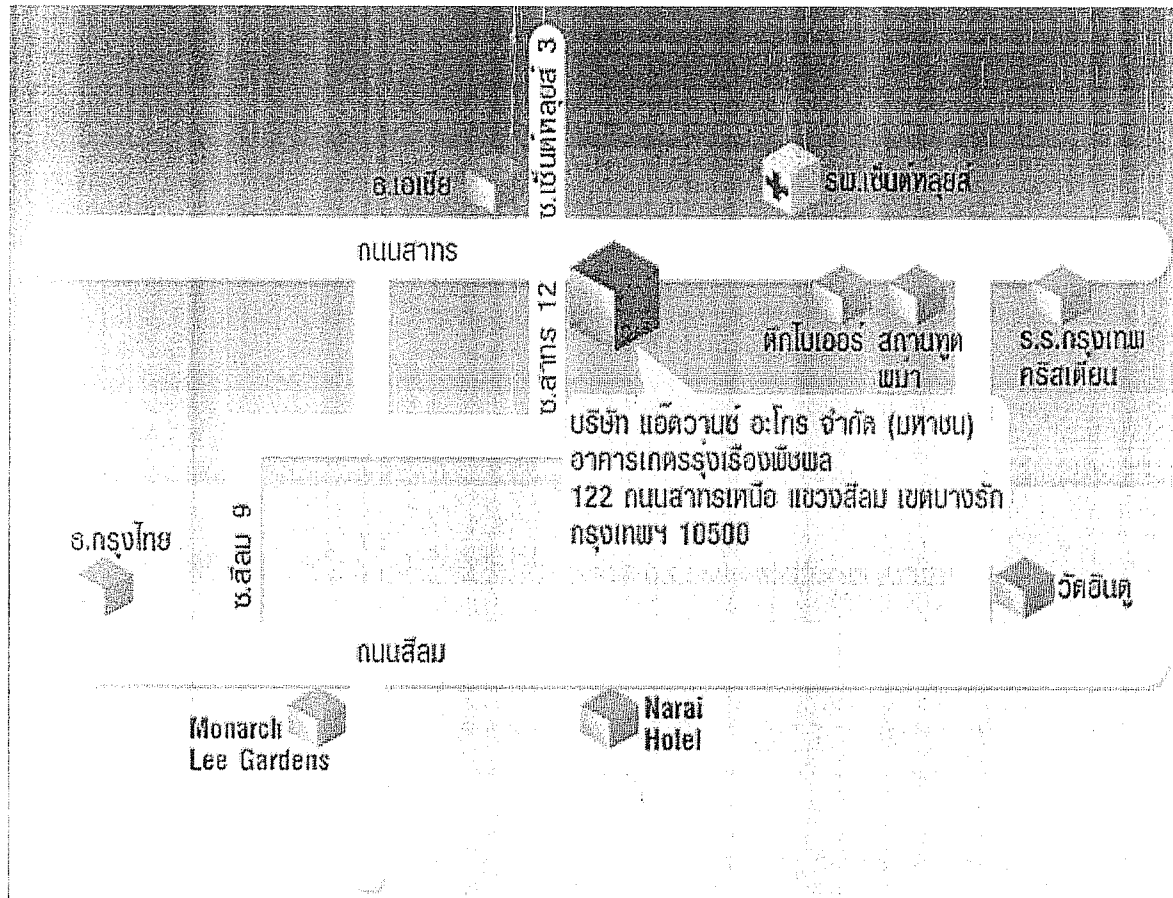 ซ.เซ็นต์หลุยส์ 3
ธ.เอเชีย
รพ.เซ็นต์หลุยส์
ถนนสาทร
ซ.สาทร 12
ตึกไบเออร์
สถานทูต
พม่า
ร.ร.กรุงเทพ
คริสเตียน
บริษัท แอ๊ดวานซ์ อะโกร จำกัด (มหาชน)
อาคารเกษตรรุ่งเรืองพืชผล
122 ถนนสาทรเหนือ แขวงสีลม เขตบางรัก
กรุงเทพฯ 10500
ซ.สีลม 9
ธ.กรุงไทย
วัดฮินดู
ถนนสีลม
Monarch
Lee Gardens
Narai
Hotel